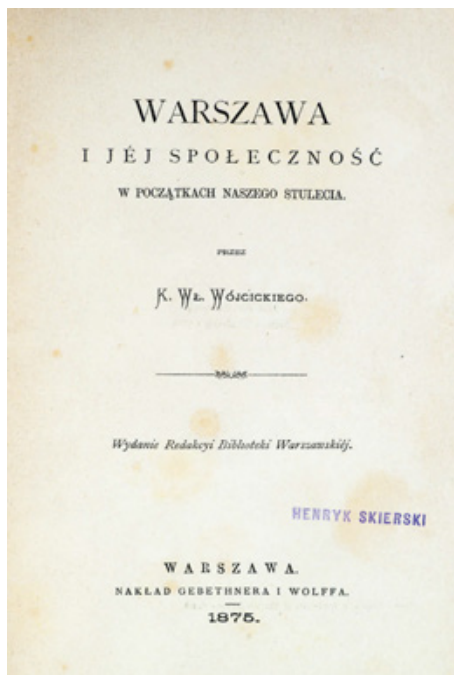 WARSZAWA
I JÉJ SPOŁECZNOŚĆ
W POCZĄTKACH NASZEGO STULECIA.
PRZEZ
K. WŁ. WÓJCICKIEGO.
Wydanie Redakcyi Biblioteki Warszawskiéj.
HENRYK SKIERSKI
WARSZAWA.
NAKŁAD GEBETHNERA I WOLFFA.
1875.